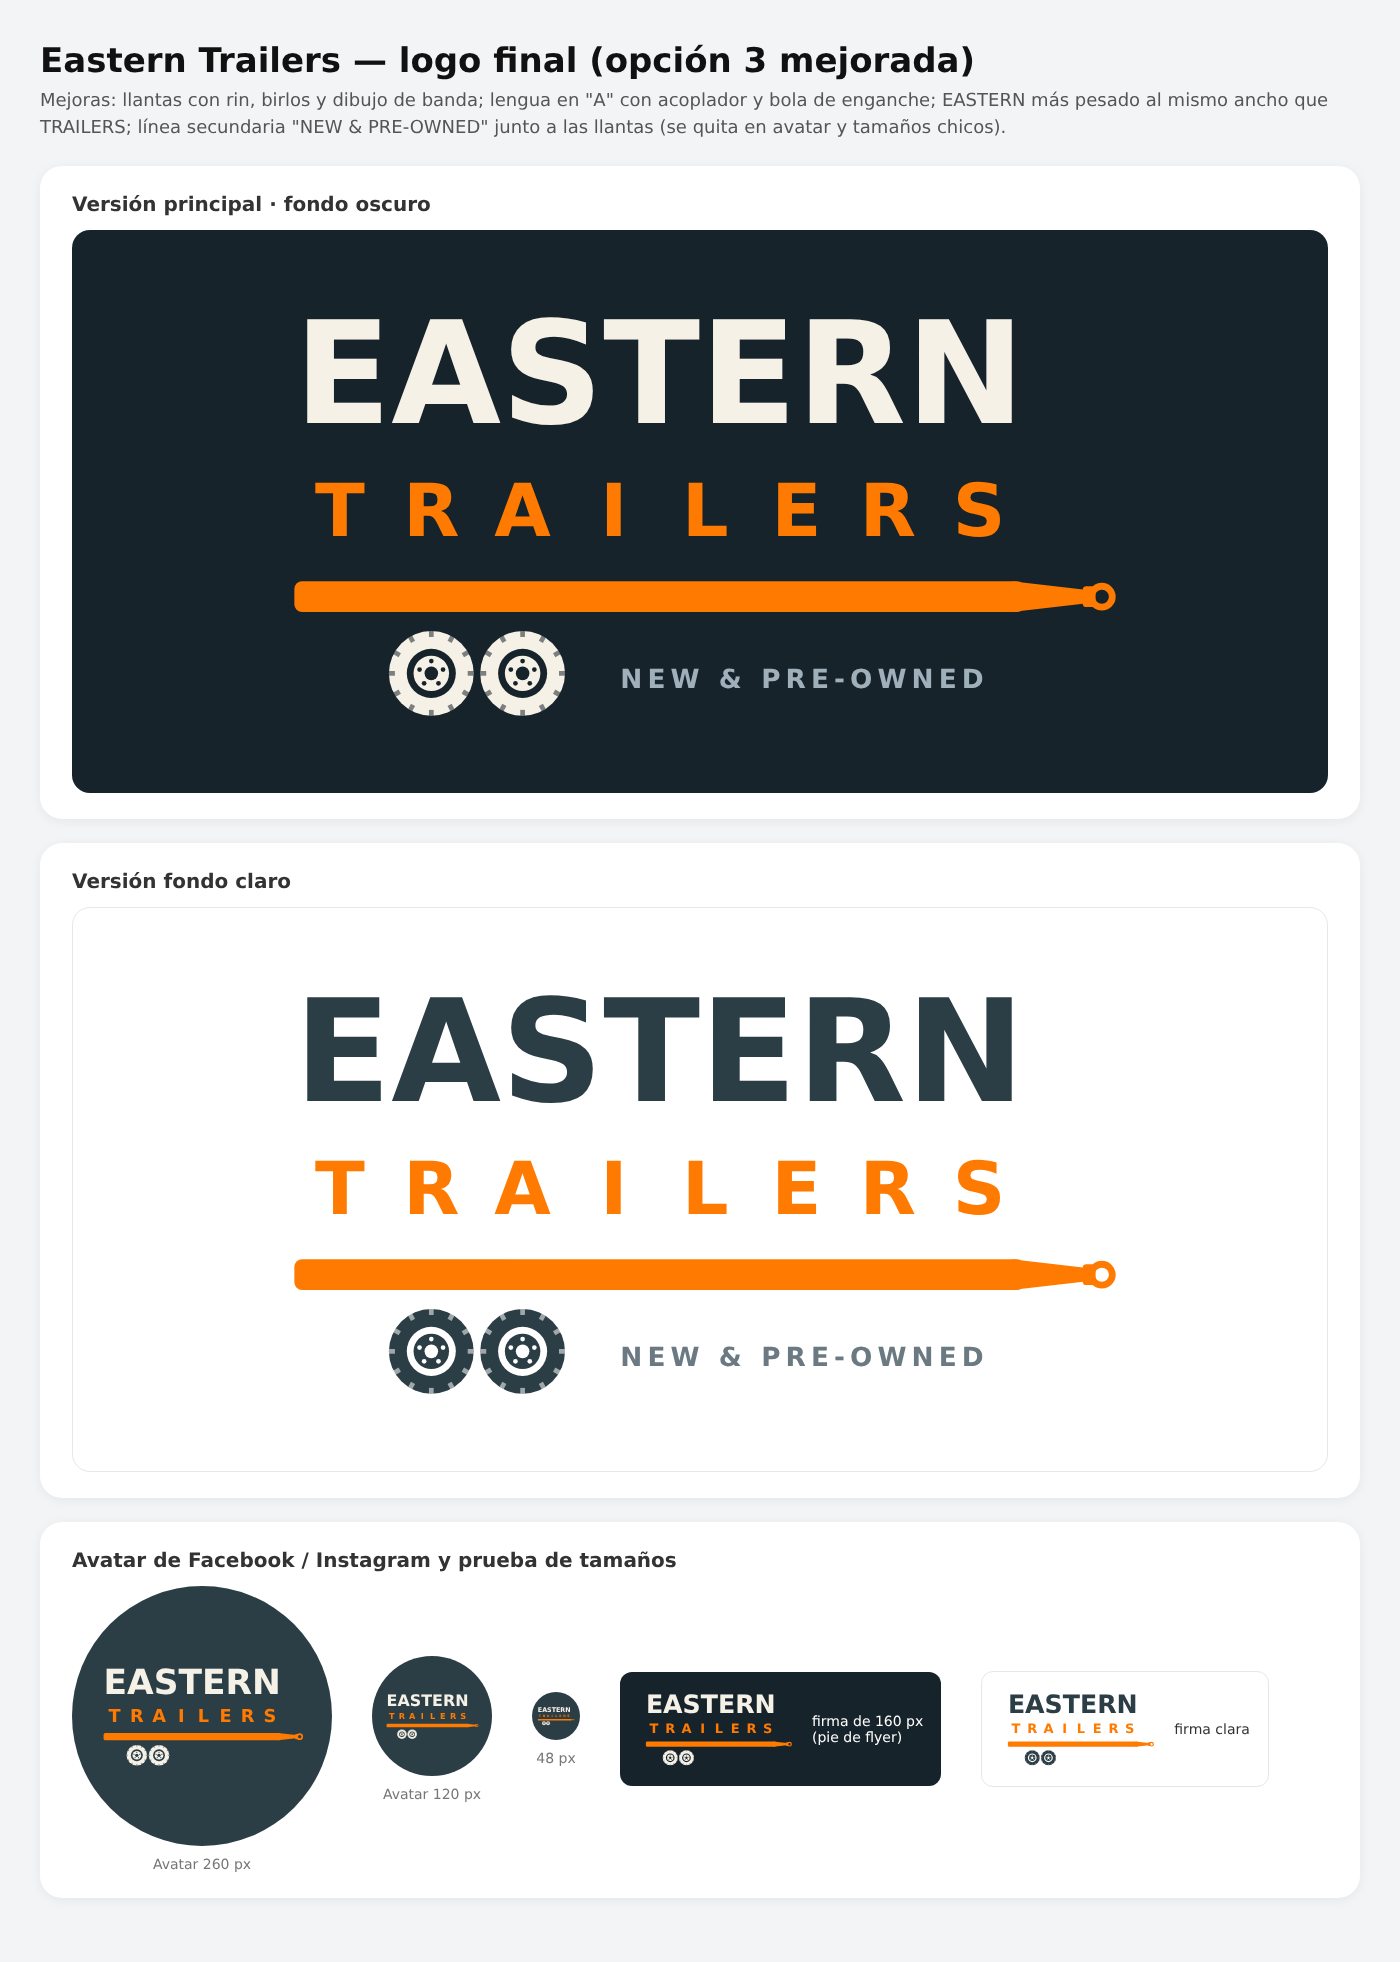 Eastern Trailers — logo final (opción 3 mejorada)
Mejoras: llantas con rin, birlos y dibujo de banda; lengua en "A" con acoplador y bola de enganche; EASTERN más pesado al mismo ancho que
TRAILERS; línea secundaria "NEW & PRE-OWNED" junto a las llantas (se quita en avatar y tamaños chicos).
Versión principal · fondo oscuro
EASTERN
TRAILERS
NEW & PRE-OWNED
Versión fondo claro
EASTERN
TRAILERS
NEW & PRE-OWNED
Avatar de Facebook / Instagram y prueba de tamaños
EASTERN
TRAILERS
Avatar 260 px
EASTERN
TRAILERS
Avatar 120 px
EASTERN
TRAILERS
48 px
EASTERN
TRAILERS
firma de 160 px
(pie de flyer)
EASTERN
TRAILERS
firma clara